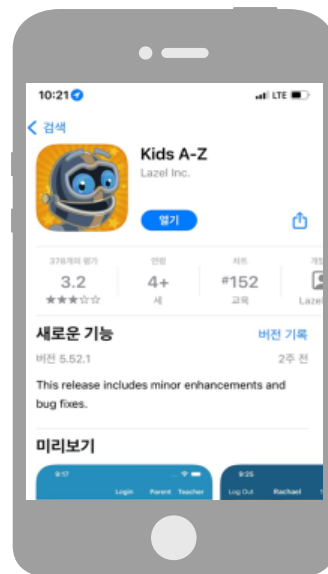 10:21
LTE
검색
Kids A-Z
Lazel Inc.
열기
378개의 평가 연령 차트
3.2 4+ #152
세 교육 Lazel
새로운 기능 버전 기록
버전 5.52.1 2주 전
This release includes minor enhancements and
bug fixes.
미리보기
9:17 9:25
Login Parent Teacher Log Out Rachael